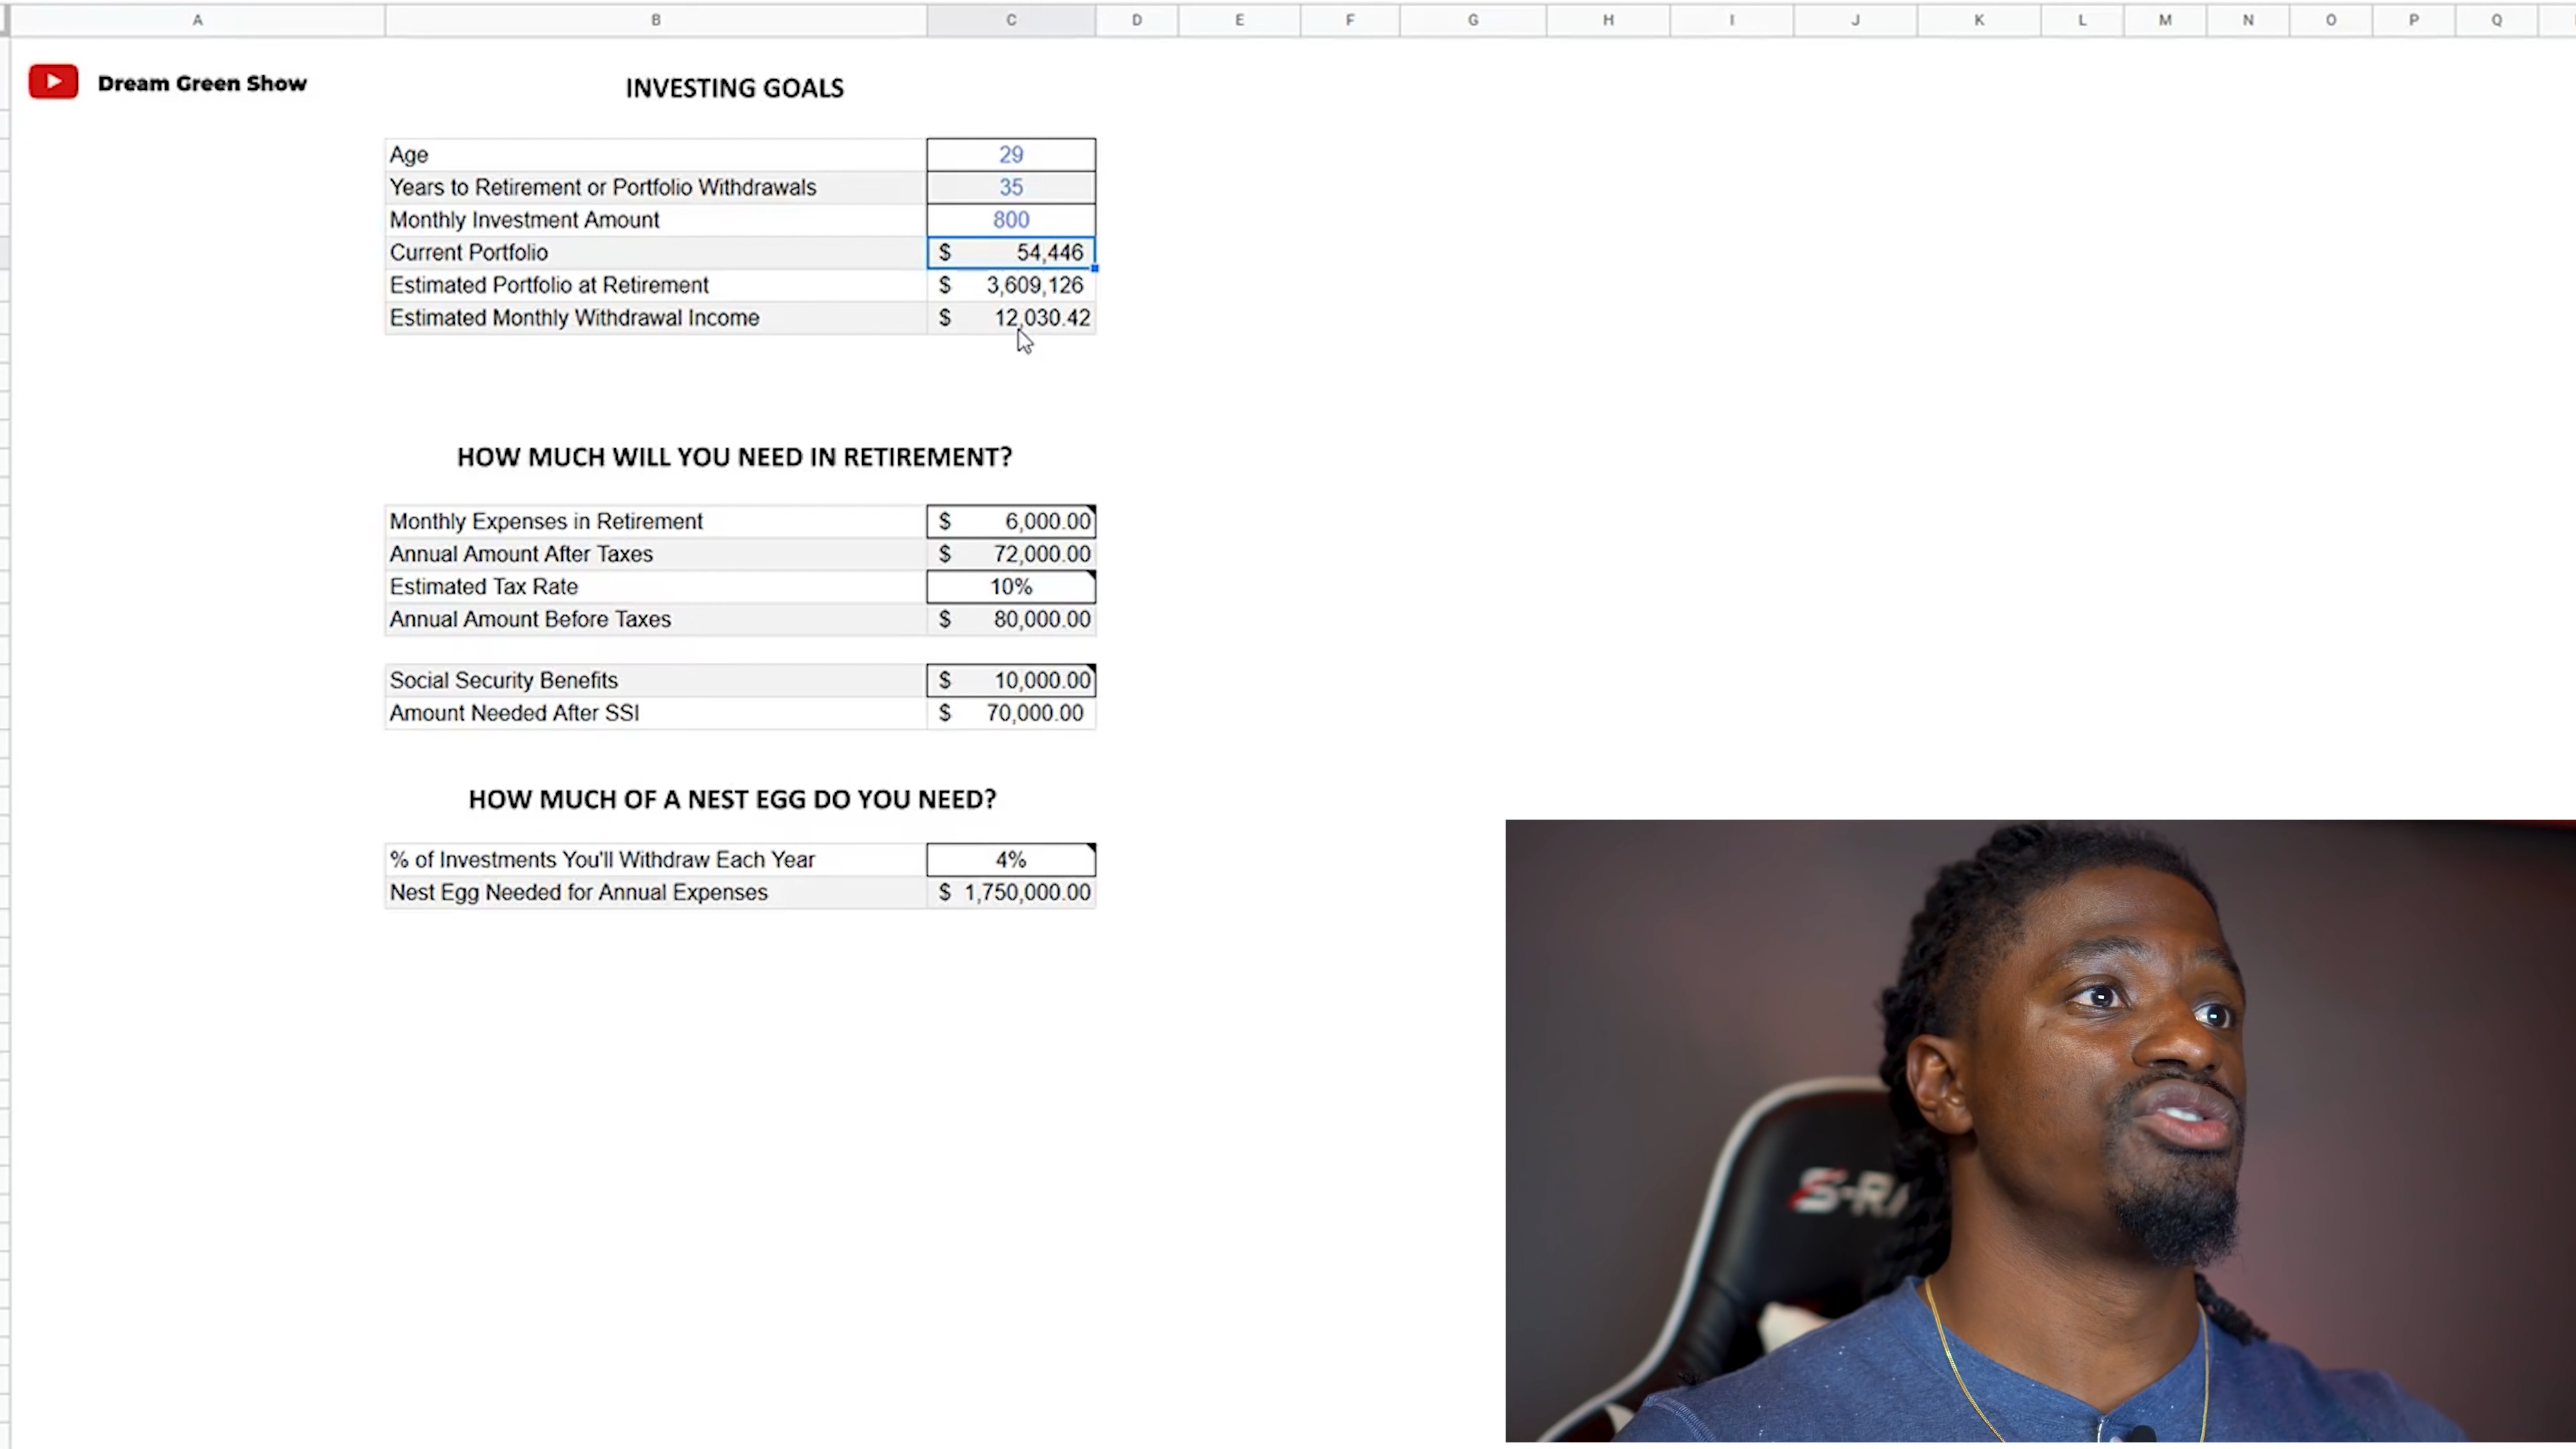 A B C D E F G H I J K L M N O P Q
Dream Green Show
INVESTING GOALS
Age 29
Years to Retirement or Portfolio Withdrawals 35
Monthly Investment Amount 800
Current Portfolio $ 54,446
Estimated Portfolio at Retirement $ 3,609,126
Estimated Monthly Withdrawal Income $ 12,030.42
HOW MUCH WILL YOU NEED IN RETIREMENT?
Monthly Expenses in Retirement $ 6,000.00
Annual Amount After Taxes $ 72,000.00
Estimated Tax Rate 10%
Annual Amount Before Taxes $ 80,000.00
Social Security Benefits $ 10,000.00
Amount Needed After SSI $ 70,000.00
HOW MUCH OF A NEST EGG DO YOU NEED?
% of Investments You'll Withdraw Each Year 4%
Nest Egg Needed for Annual Expenses $ 1,750,000.00